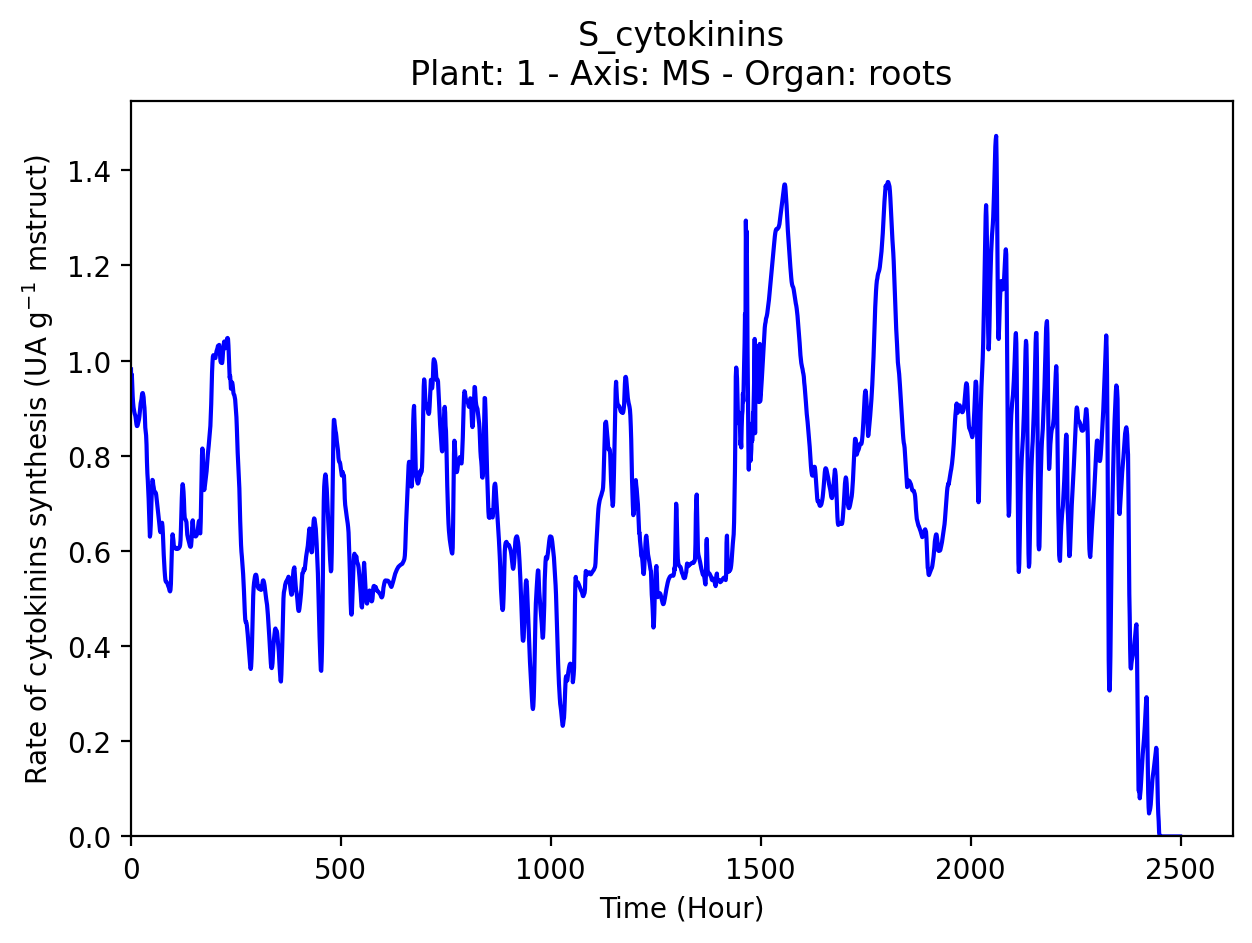 S_cytokinins
Plant: 1 - Axis: MS - Organ: roots
Rate of cytokinins synthesis (UA g⁻¹ mstruct)
1.4
1.2
1.0
0.8
0.6
0.4
0.2
0.0
0 500 1000 1500 2000 2500
Time (Hour)